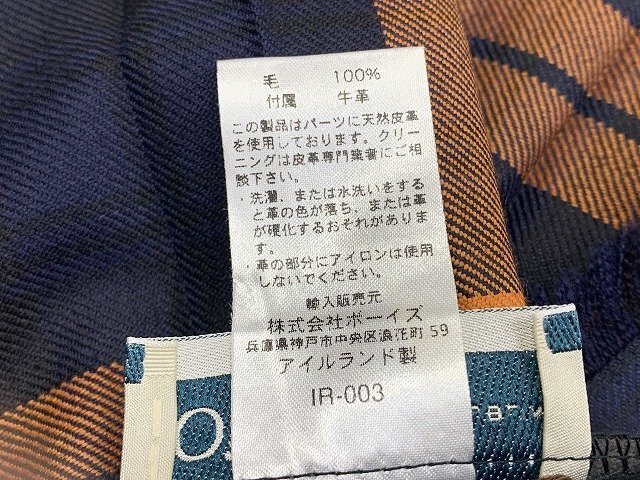 毛 100%
付属 牛革
この製品はパーツに天然皮革
を使用しております。クリー
ニングは皮革専門業者にご相
談下さい。
・洗濯、または水洗いをする
と革の色が落ち、または革
が硬化するおそれがありま
す。
・革の部分にアイロンは使用
しないでください。
輸入販売元
株式会社ボーイズ
兵庫県神戸市中央区浪花町59
アイルランド製
IR-003